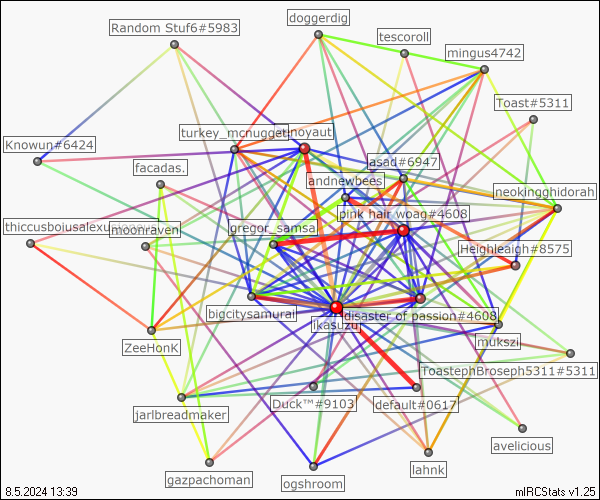 doggerdig
Random Stuf6#5983
tescoroll
mingus4742
Toast#5311
turkey_mcnugget
noyaut
Knowun#6424
asad#6947
facadas.
andnewbees
neokingghidorah
pink hair woag#4608
gregor_samsa
moonraven
Heighleaigh#8575
bigcitysamurai
disaster of passion#4608
ikasuzu
mukszi
ZeeHonK
ToastephBroseph5311#5311
jarlbreadmaker
Duck™#9103
default#0617
avelicious
lahnk
gazpachoman
ogshroom
8.5.2024 13:39
mIRCStats v1.25